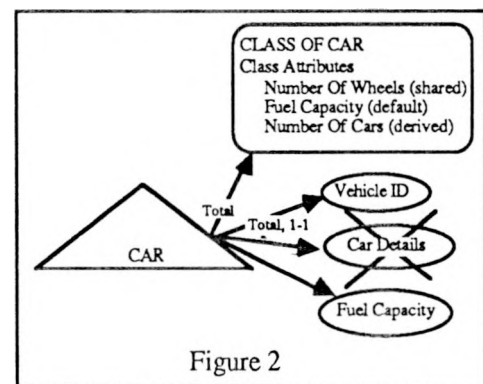 CLASS OF CAR
Class Attributes
Number Of Wheels (shared)
Fuel Capacity (default)
Number Of Cars (derived)
Total
Total, 1-1
Vehicle ID
Car Details
CAR
Fuel Capacity
Figure 2